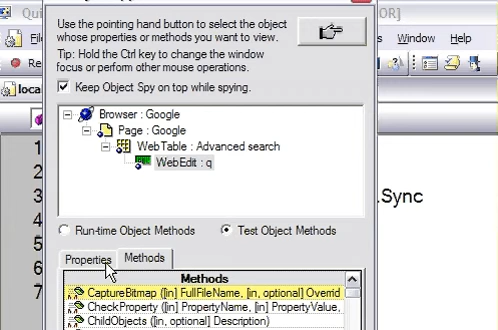 Qui
OR]
Use the pointing hand button to select the object
whose properties or methods you want to view.
Tip: Hold the Ctrl key to change the window
focus or perform other mouse operations.
Keep Object Spy on top while spying.
Window Help
Browser : Google
Page : Google
WebTable : Advanced search
WebEdit : q
1
2
3
.Sync
4
5
6
7
Run-time Object Methods
Test Object Methods
Properties
Methods
Methods
CaptureBitmap ([in] FullFileName, [in, optional] Overrid
CheckProperty ([in] PropertyName, [in] PropertyValue,
ChildObjects ([in, optional] Description)